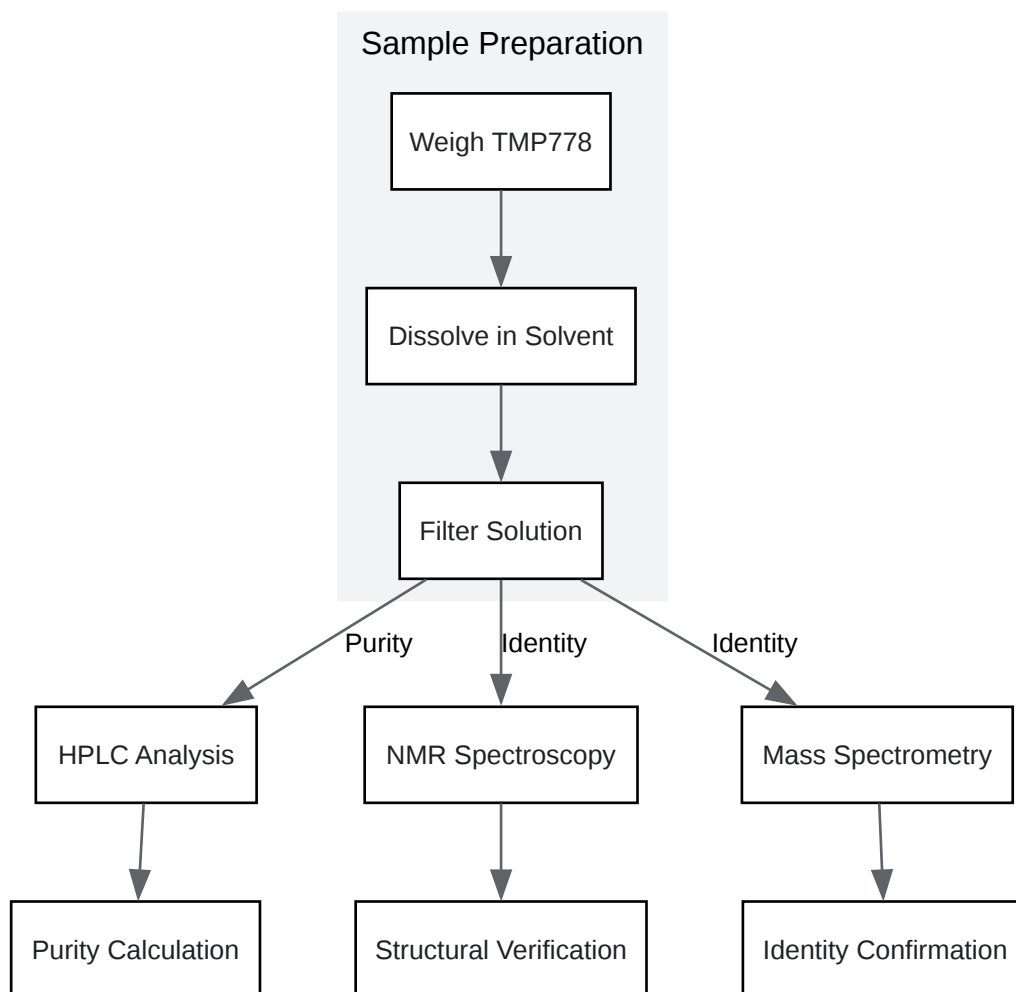 Sample Preparation
Weigh TMP778
Dissolve in Solvent
Filter Solution
Purity
Identity
Identity
HPLC Analysis
NMR Spectroscopy
Mass Spectrometry
Purity Calculation
Structural Verification
Identity Confirmation